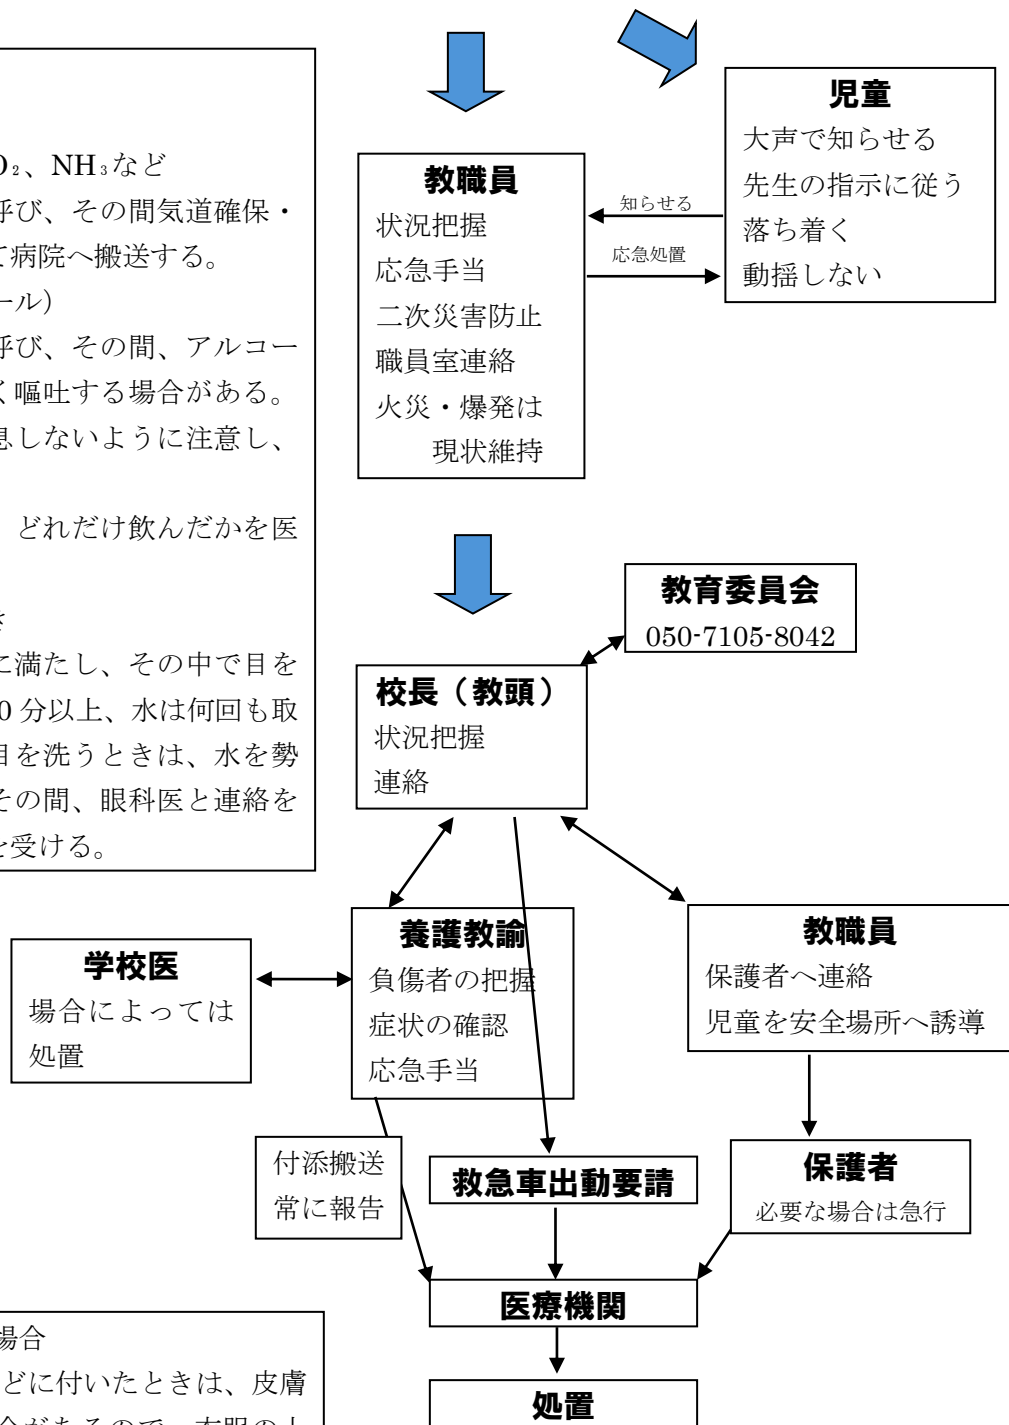 児童
大声で知らせる
先生の指示に従う
落ち着く
動揺しない
教職員
状況把握
応急手当
二次災害防止
職員室連絡
火災・爆発は
現状維持
知らせる
応急処置
₂、NH₃など
呼び、その間気道確保・
て病院へ搬送する。
ール）
呼び、その間、アルコー
く嘔吐する場合がある。
息しないように注意し、
どれだけ飲んだかを医
に満たし、その中で目を
0 分以上、水は何回も取
目を洗うときは、水を勢
その間、眼科医と連絡を
を受ける。
教育委員会
050-7105-8042
校長（教頭）
状況把握
連絡
養護教諭
負傷者の把握
症状の確認
応急手当
学校医
場合によっては
処置
教職員
保護者へ連絡
児童を安全場所へ誘導
付添搬送
常に報告
救急車出動要請
保護者
必要な場合は急行
医療機関
処置
場合
どに付いたときは、皮膚